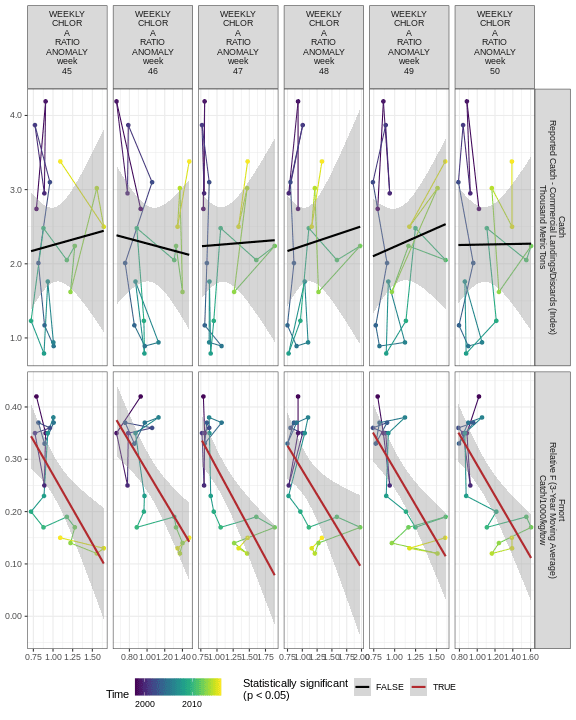 WEEKLY
CHLOR
A
RATIO
ANOMALY
week
45
WEEKLY
CHLOR
A
RATIO
ANOMALY
week
46
WEEKLY
CHLOR
A
RATIO
ANOMALY
week
47
WEEKLY
CHLOR
A
RATIO
ANOMALY
week
48
WEEKLY
CHLOR
A
RATIO
ANOMALY
week
49
WEEKLY
CHLOR
A
RATIO
ANOMALY
week
50
4.0
3.0
2.0
1.0
Catch
Reported Catch - Commercial Landings/Discards (Index)
Thousand Metric Tons
0.40
0.30
0.20
0.10
0.00
Fmort
Relative F (3-Year Moving Average)
Catch/1000/kg/tow
0.75 1.00 1.25 1.50
0.80 1.00 1.20 1.40
0.75 1.00 1.25 1.50 1.75
0.75 1.00 1.25 1.50 1.75 2.00
0.75 1.00 1.25 1.50
0.80 1.00 1.20 1.40 1.60
Time
2000 2010
Statistically significant
(p < 0.05)
FALSE
TRUE